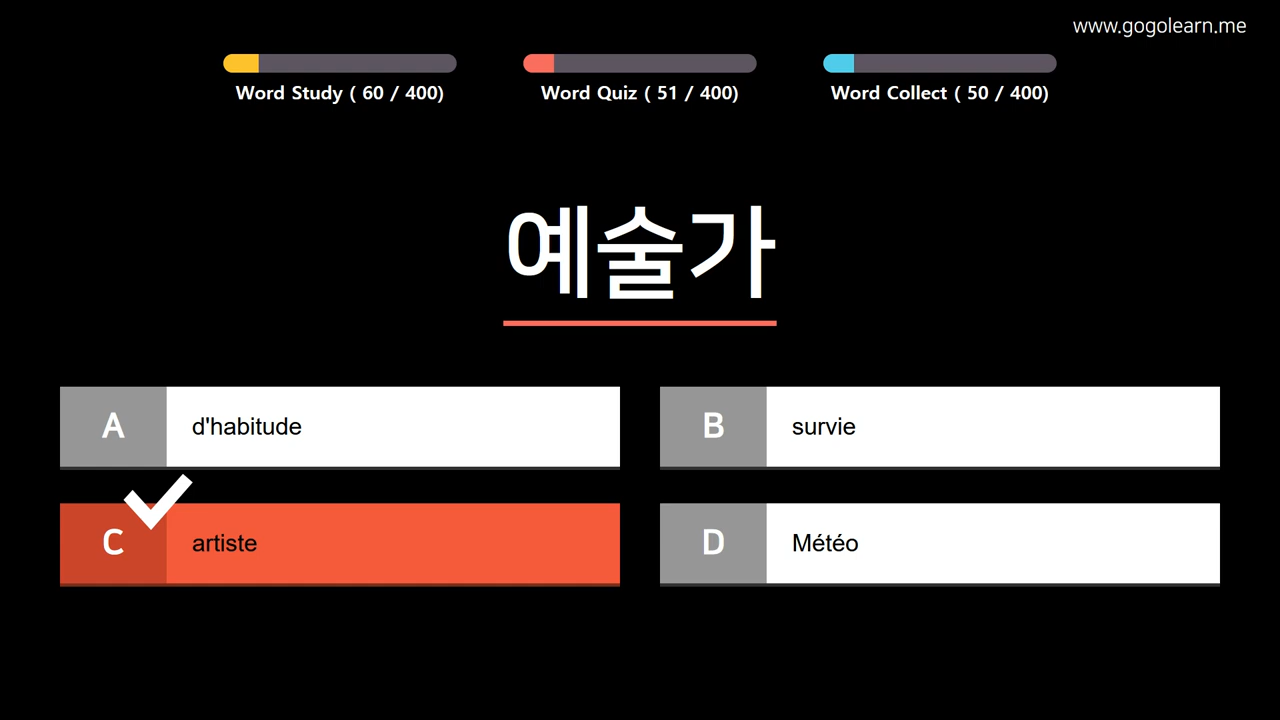 www.gogolearn.me
Word Study ( 60 / 400)
Word Quiz ( 51 / 400)
Word Collect ( 50 / 400)
예술가
A
d'habitude
B
survie
C
artiste
D
Météo